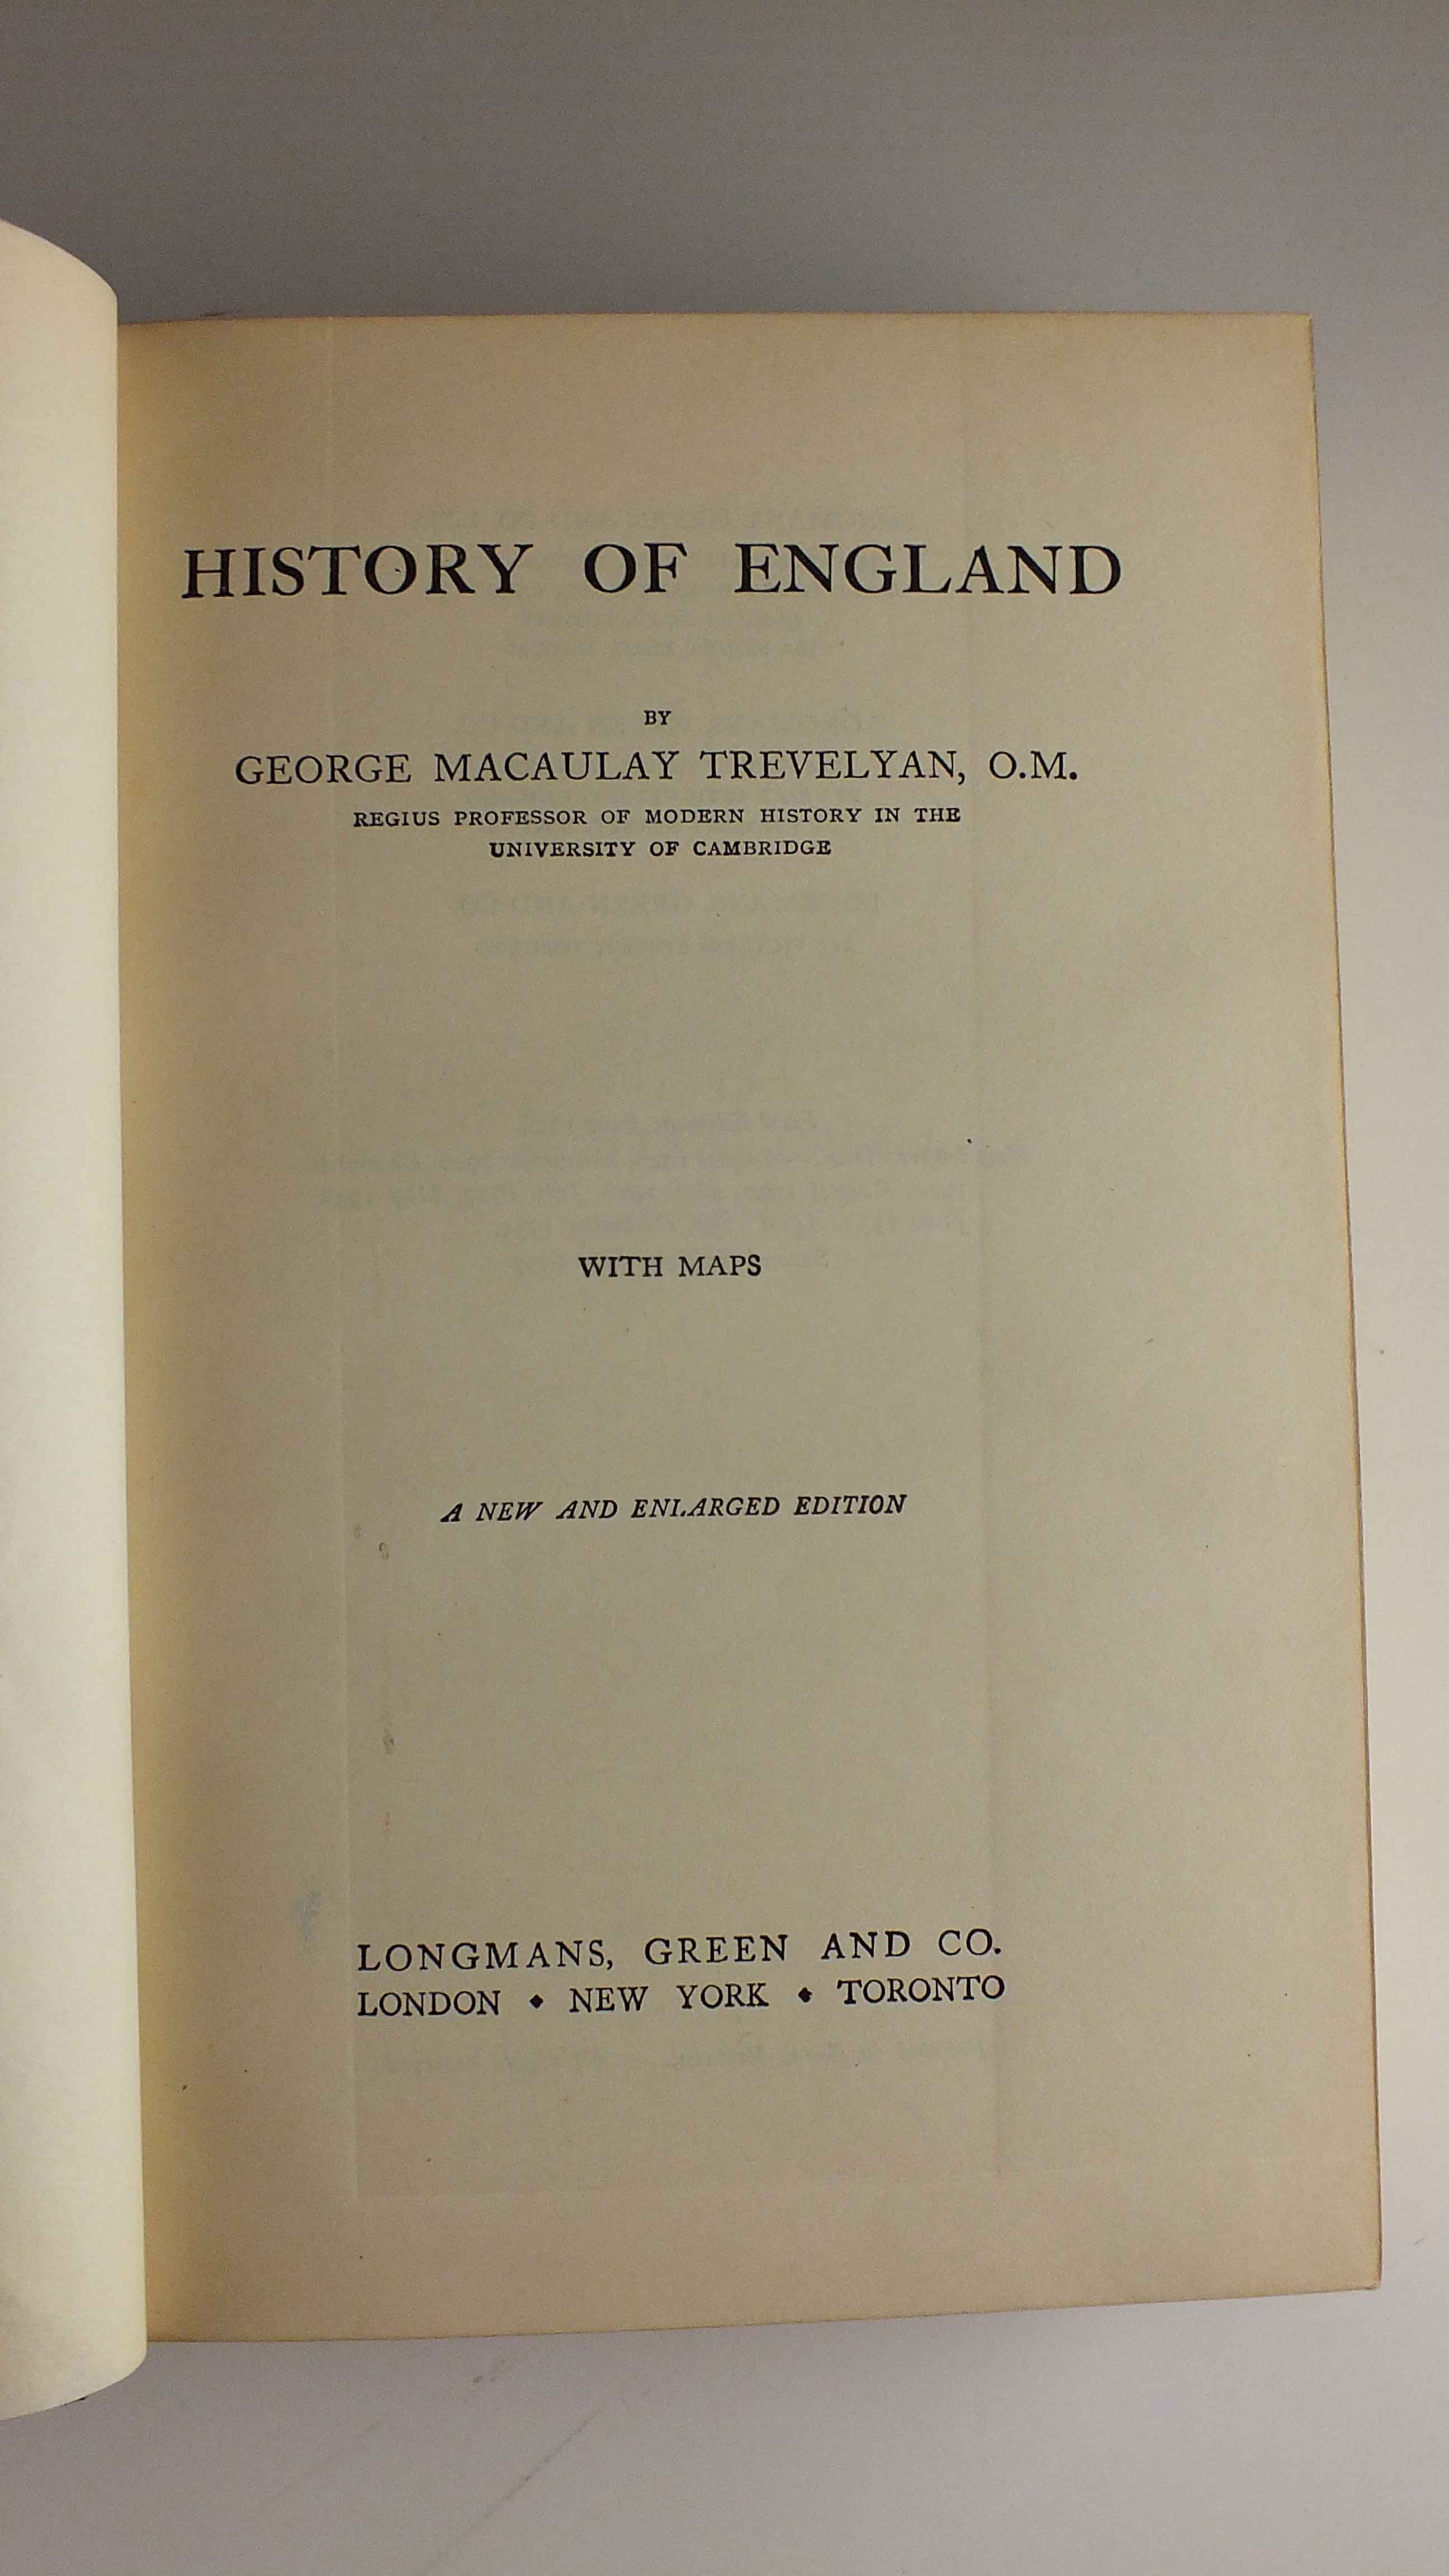 HISTORY OF ENGLAND
BY
GEORGE MACAULAY TREVELYAN, O.M.
REGIUS PROFESSOR OF MODERN HISTORY IN THE
UNIVERSITY OF CAMBRIDGE
WITH MAPS
A NEW AND ENLARGED EDITION
LONGMANS, GREEN AND CO.
LONDON ♦ NEW YORK ♦ TORONTO